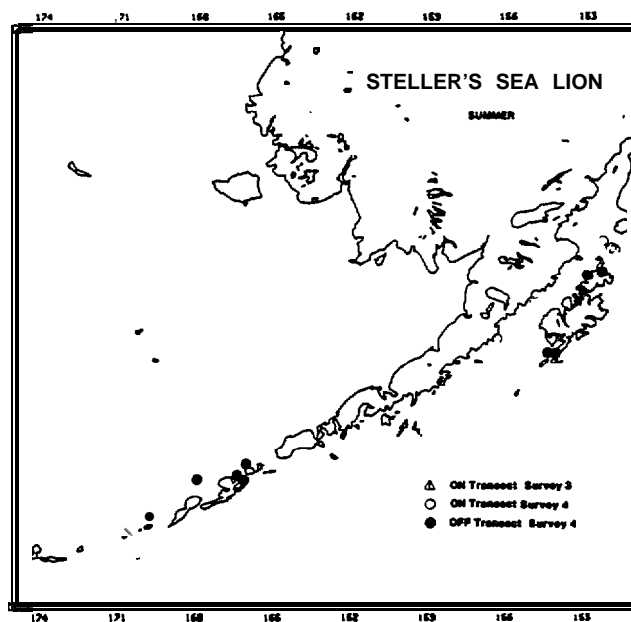 174 171 168 165 162 159 156 153
STELLER'S SEA LION
SUMMER
ON Transect Survey 3
ON Transect Survey 4
OFF Transect Survey 4
174 171 168 165 162 159 156 153